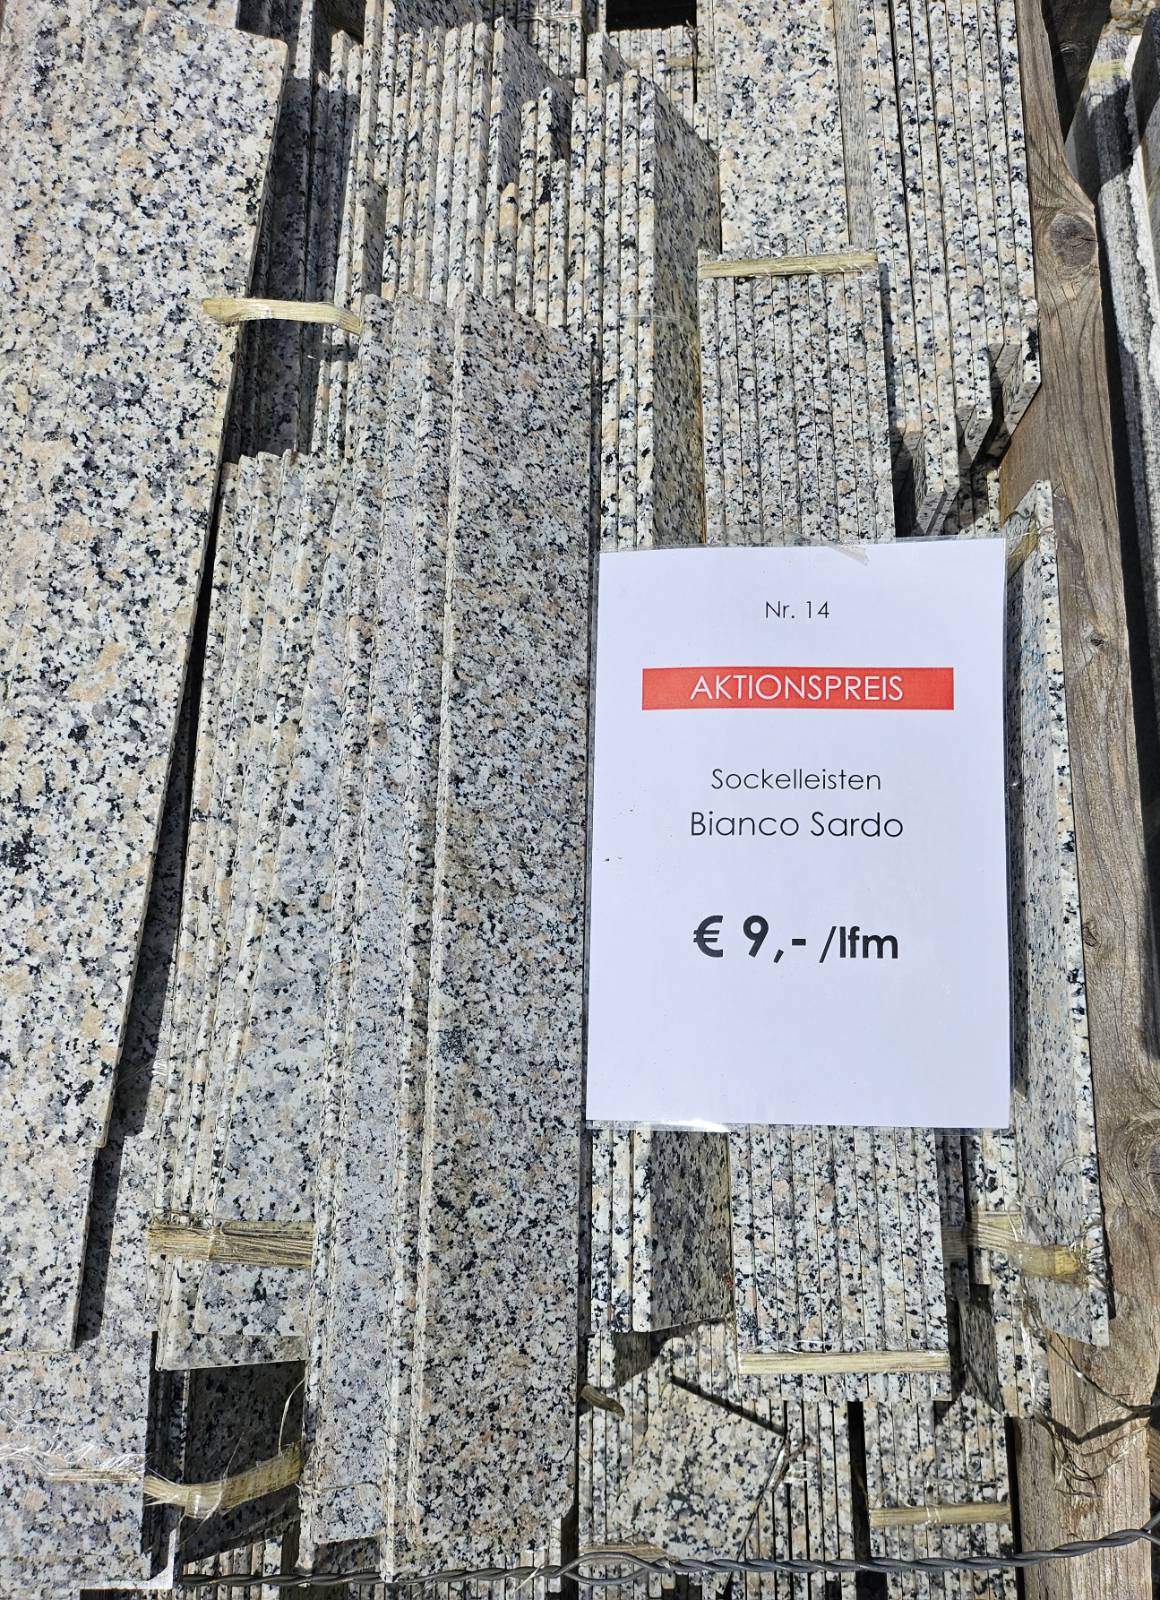 Nr. 14
AKTIONSPREIS
Sockelleisten
Bianco Sardo
€ 9,- /lfm